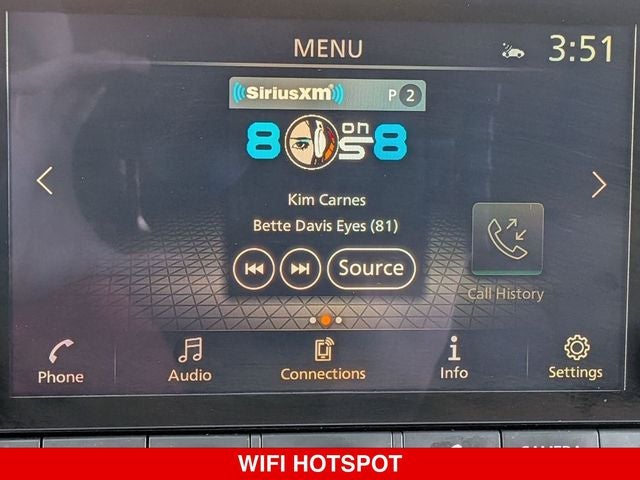 MENU 3:51
SiriusXM P 2
80s on 8
Kim Carnes
Bette Davis Eyes (81)
Source
Call History
Phone Audio Connections Info Settings
CAMERA
WIFI HOTSPOT